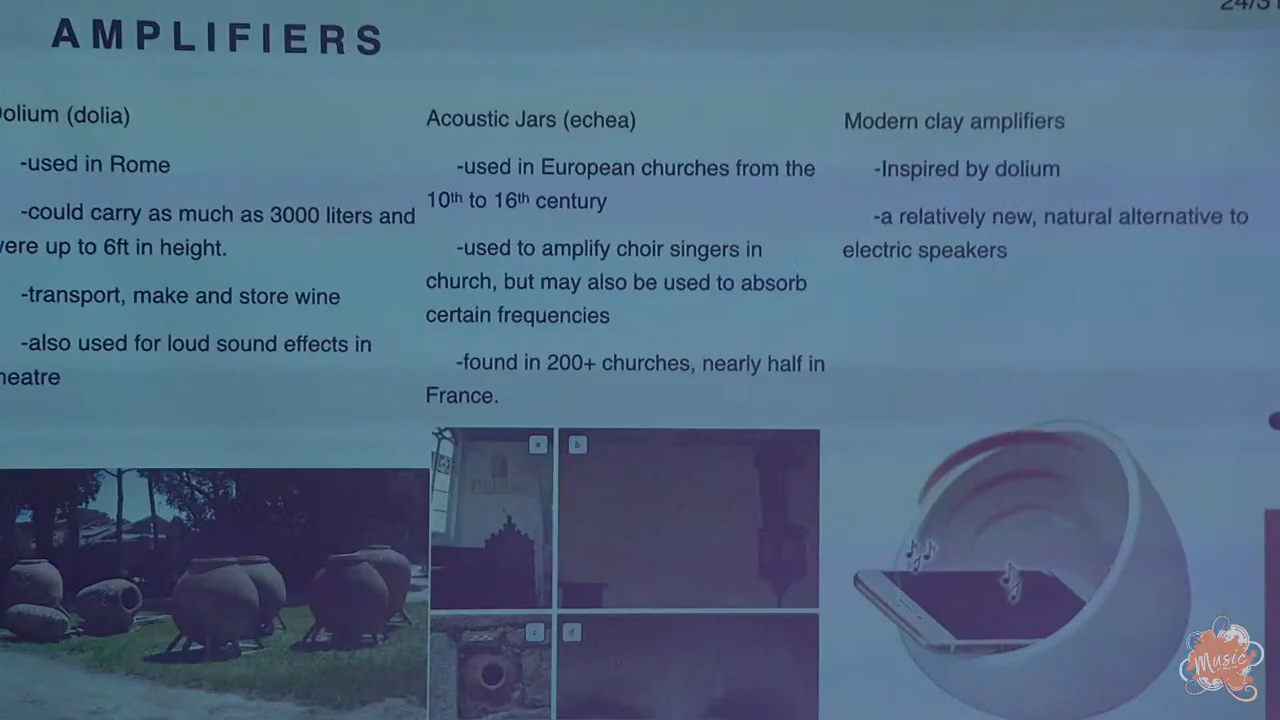 24/31
AMPLIFIERS
olium (dolia)
-used in Rome
-could carry as much as 3000 liters and
ere up to 6ft in height.
-transport, make and store wine
-also used for loud sound effects in
heatre
Acoustic Jars (echea)
-used in European churches from the
10th to 16th century
-used to amplify choir singers in
church, but may also be used to absorb
certain frequencies
-found in 200+ churches, nearly half in
France.
Modern clay amplifiers
-Inspired by dolium
-a relatively new, natural alternative to
electric speakers
a
b
c
d
Music